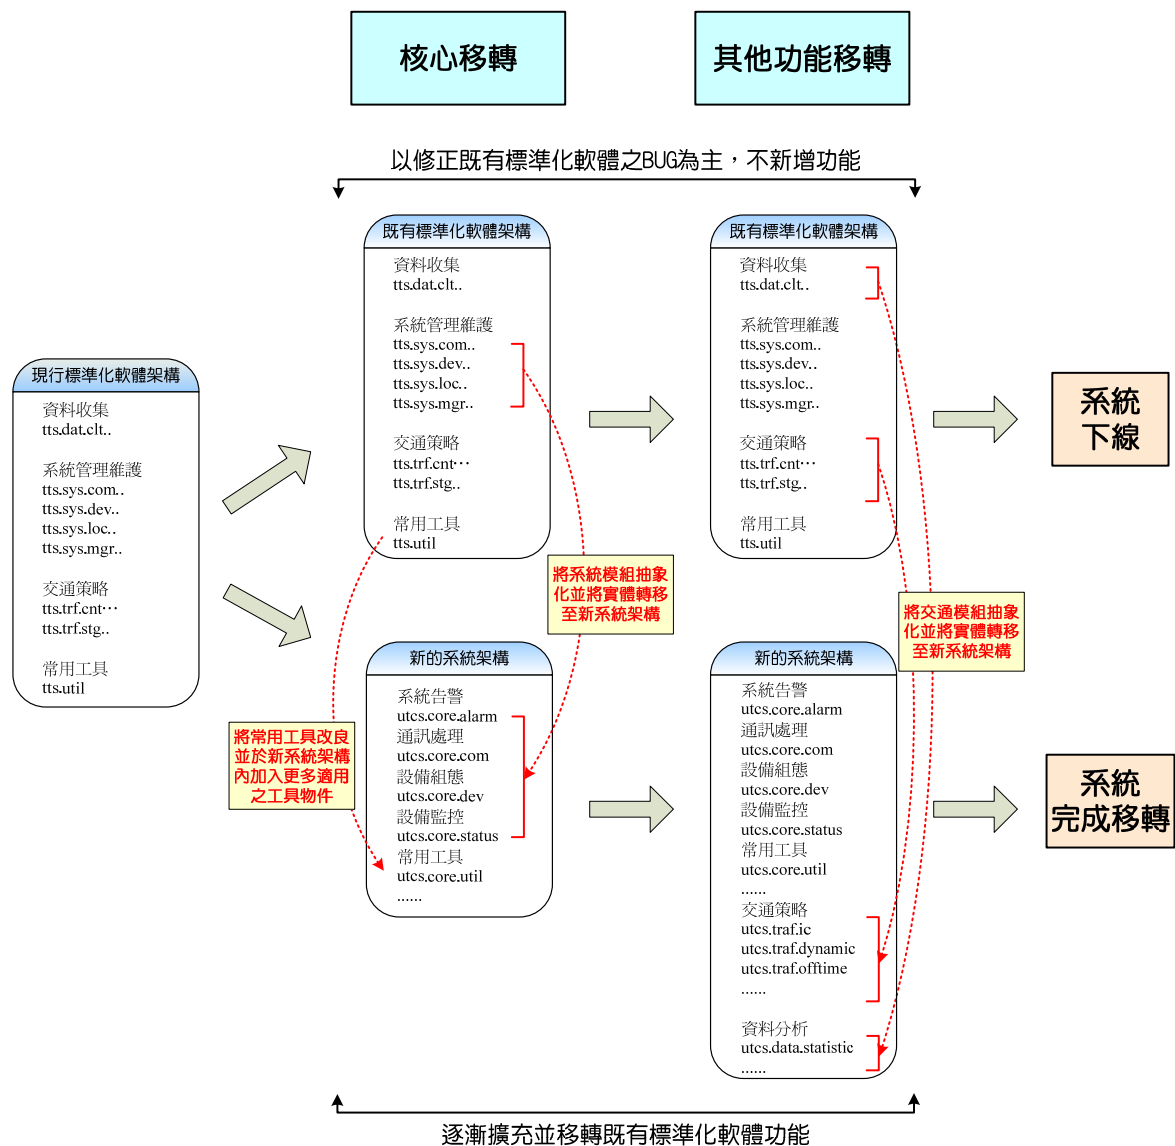 核心移轉
其他功能移轉
以修正既有標準化軟體之BUG為主，不新增功能
現行標準化軟體架構
資料收集
tts.dat.clt..
系統管理維護
tts.sys.com..
tts.sys.dev..
tts.sys.loc..
tts.sys.mgr..
交通策略
tts.trf.cnt…
tts.trf.stg..
常用工具
tts.util
既有標準化軟體架構
資料收集
tts.dat.clt..
系統管理維護
tts.sys.com..
tts.sys.dev..
tts.sys.loc..
tts.sys.mgr..
交通策略
tts.trf.cnt…
tts.trf.stg..
常用工具
tts.util
既有標準化軟體架構
資料收集
tts.dat.clt..
系統管理維護
tts.sys.com..
tts.sys.dev..
tts.sys.loc..
tts.sys.mgr..
交通策略
tts.trf.cnt…
tts.trf.stg..
常用工具
tts.util
系統
下線
將系統模組抽象
化並將實體轉移
至新系統架構
將交通模組抽象
化並將實體轉移
至新系統架構
將常用工具改良
並於新系統架構
內加入更多適用
之工具物件
新的系統架構
系統告警
utcs.core.alarm
通訊處理
utcs.core.com
設備組態
utcs.core.dev
設備監控
utcs.core.status
常用工具
utcs.core.util
......
新的系統架構
系統告警
utcs.core.alarm
通訊處理
utcs.core.com
設備組態
utcs.core.dev
設備監控
utcs.core.status
常用工具
utcs.core.util
......
交通策略
utcs.traf.ic
utcs.traf.dynamic
utcs.traf.offtime
......
資料分析
utcs.data.statistic
......
系統
完成移轉
逐漸擴充並移轉既有標準化軟體功能